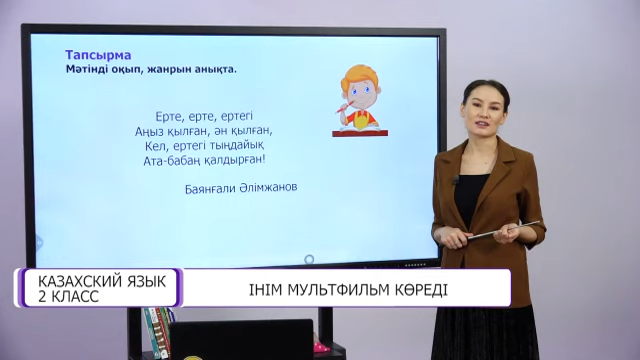 Тапсырма
Мәтінді оқып, жанрын анықта.
Ерте, ерте, ертегі
Аңыз қылған, ән қылған,
Кел, ертегі тыңдайық
Ата-бабаң қалдырған!
Баянғали Әлімжанов
КАЗАХСКИЙ ЯЗЫК
2 КЛАСС
ІНІМ МУЛЬТФИЛЬМ КӨРЕДІ